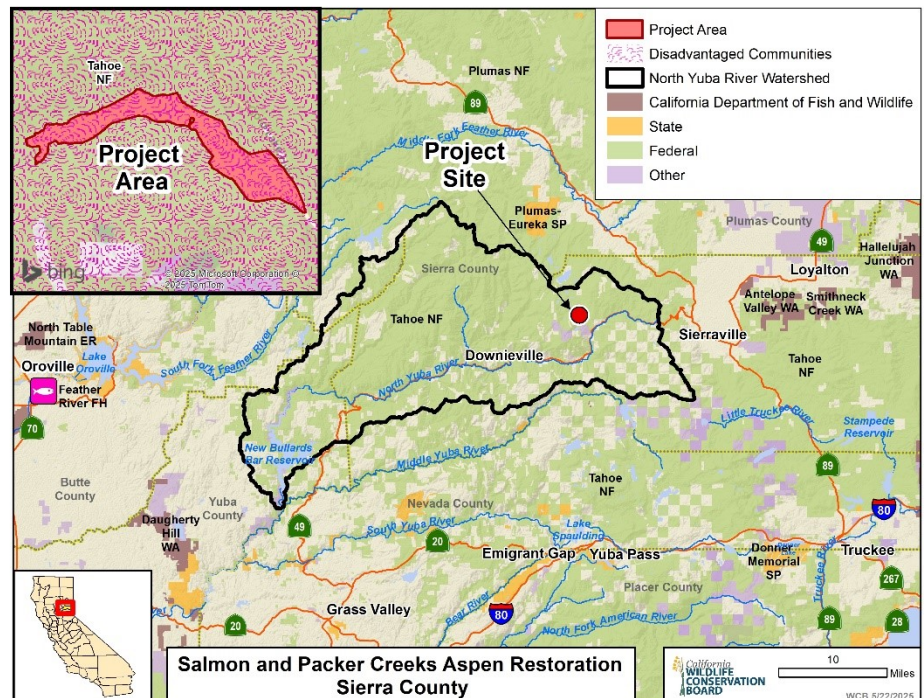 Tahoe
NF
Project
Area
bing
© 2025 Microsoft Corporation ©
2025 TomTom
Project Area
Disadvantaged Communities
North Yuba River Watershed
California Department of Fish and Wildlife
State
Federal
Other
Plumas NF
89
Middle Fork Feather River
Project
Site
Plumas-
Eureka SP
Plumas County
49
Loyalton
Hallelujah
Junction
WA
Antelope
Valley WA
Smithneck
Creek WA
Sierra County
Tahoe NF
Sierraville
Downieville
North Yuba River
South Fork Feather River
North Table
Mountain ER
Lake
Oroville
Oroville
Feather
River FH
70
Tahoe
NF
Little Truckee River
Stampede
Reservoir
New Bullards
Bar Reservoir
Middle Yuba River
Butte
County
Yuba
County
Nevada County
Tahoe
NF
89
80
Daugherty
Hill
WA
49
South Yuba River
20
Lake
Spaulding
Emigrant Gap
Yuba Pass
Donner
Memorial
SP
Truckee
Truckee River
Placer County
267
Grass Valley
Bear River
80
North Fork American River
20
89
28
River
Salmon and Packer Creeks Aspen Restoration
Sierra County
California
WILDLIFE
CONSERVATION
BOARD
10
Miles
WCB 5/22/2025